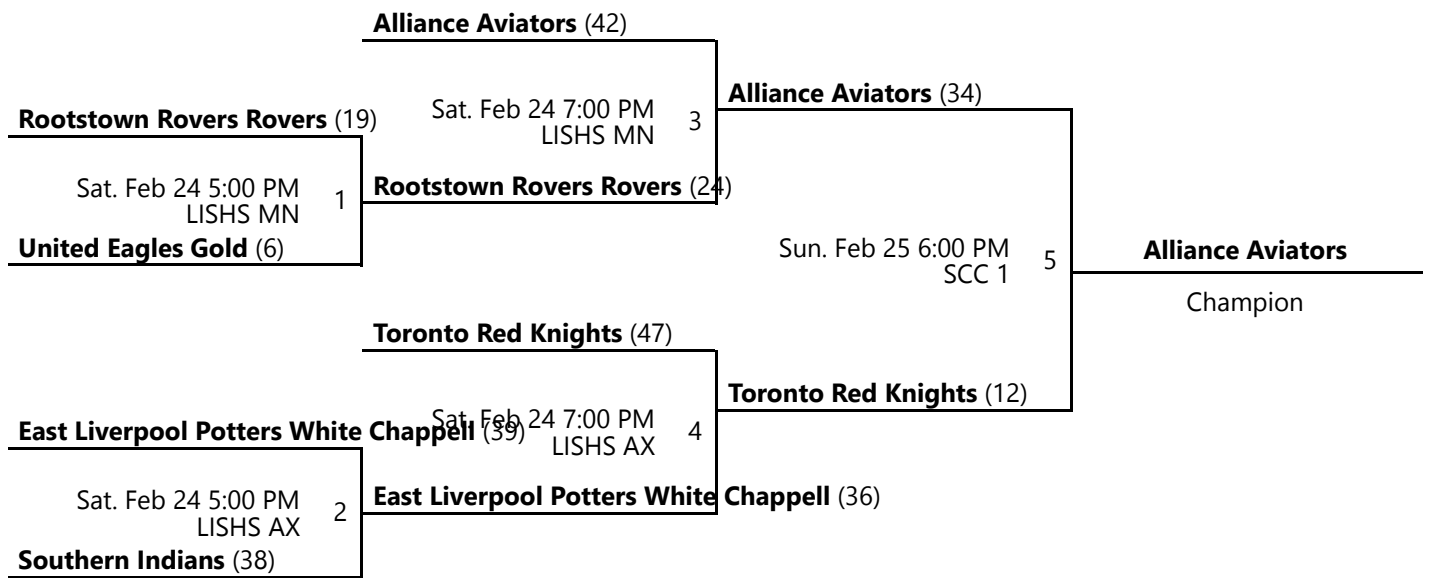 Alliance Aviators (42)
Alliance Aviators (34)
Rootstown Rovers Rovers (19)
Sat. Feb 24 7:00 PM
LISHS MN
3
Sat. Feb 24 5:00 PM
LISHS MN
1
Rootstown Rovers Rovers (24)
United Eagles Gold (6)
Sun. Feb 25 6:00 PM
SCC 1
5
Alliance Aviators
Champion
Toronto Red Knights (47)
Toronto Red Knights (12)
East Liverpool Potters White Chappell (39)
Sat. Feb 24 7:00 PM
LISHS AX
4
Sat. Feb 24 5:00 PM
LISHS AX
2
East Liverpool Potters White Chappell (36)
Southern Indians (38)